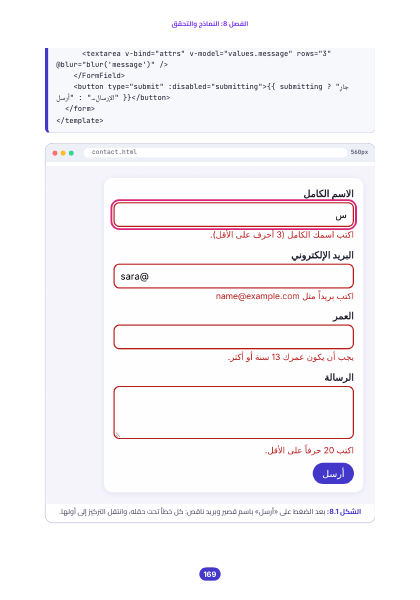 الفصل 8: النماذج والتحقق
<textarea v-bind="attrs" v-model="values.message" rows="3"
@blur="blur('message')" />
</FormField>
<button type="submit" :disabled="submitting">{{ submitting ? "جارٍ
الإرسال…" : "أرسل" }}</button>
</form>
</template>
contact.html
560px
الاسم الكامل
س
اكتب اسمك الكامل (3 أحرف على الأقل).
البريد الإلكتروني
sara@
اكتب بريداً مثل name@example.com
العمر
يجب أن يكون عمرك 13 سنة أو أكثر.
الرسالة
اكتب 20 حرفاً على الأقل.
أرسل
الشكل 8.1: بعد الضغط على «أرسل» باسم قصير وبريد ناقص: كل خطأ تحت حقله، وانتقل التركيز إلى أولها.
169